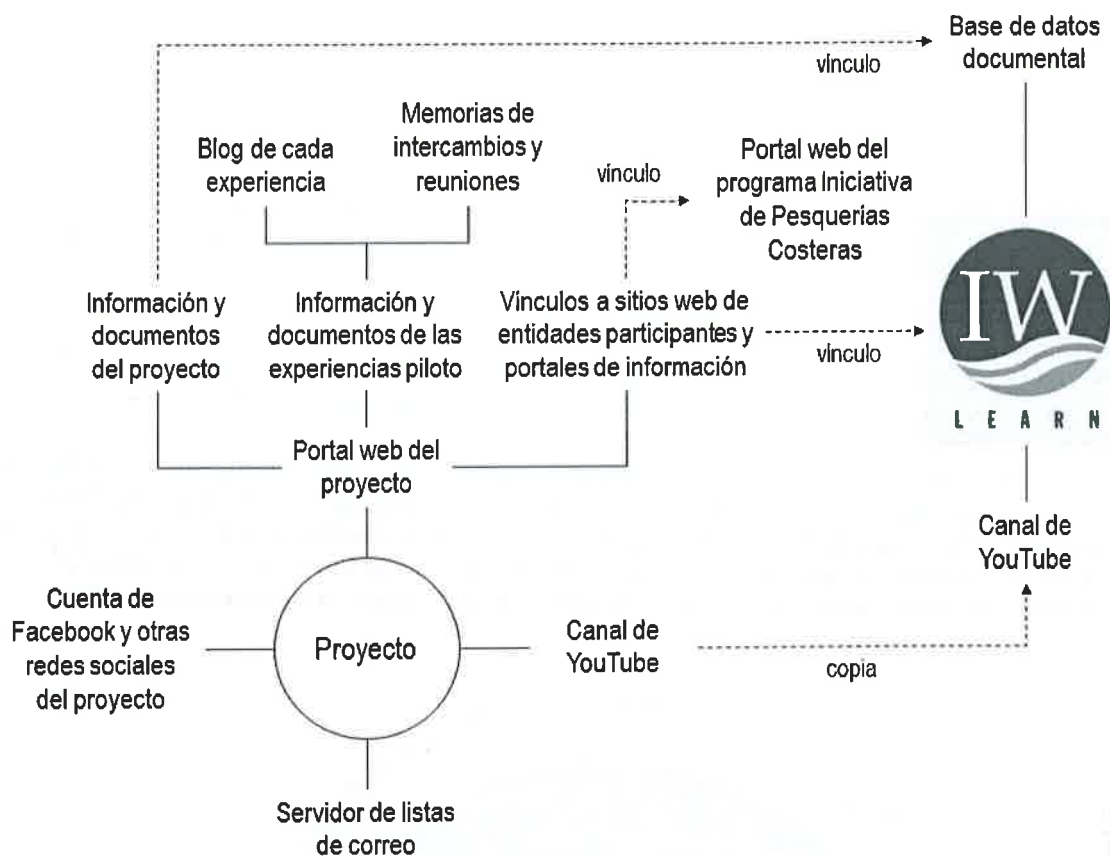 Base de datos
documental
vínculo
Memorias de
intercambios y
reuniones
Blog de cada
experiencia
vínculo
Portal web del
programa Iniciativa
de Pesquerías
Costeras
Información y
documentos
del proyecto
Información y
documentos de las
experiencias piloto
Vínculos a sitios web de
entidades participantes y
portales de información
vínculo
IW
LEARN
Portal web del
proyecto
Canal de
YouTube
Cuenta de
Facebook y otras
redes sociales
del proyecto
Proyecto
Canal de
YouTube
copia
Servidor de listas
de correo